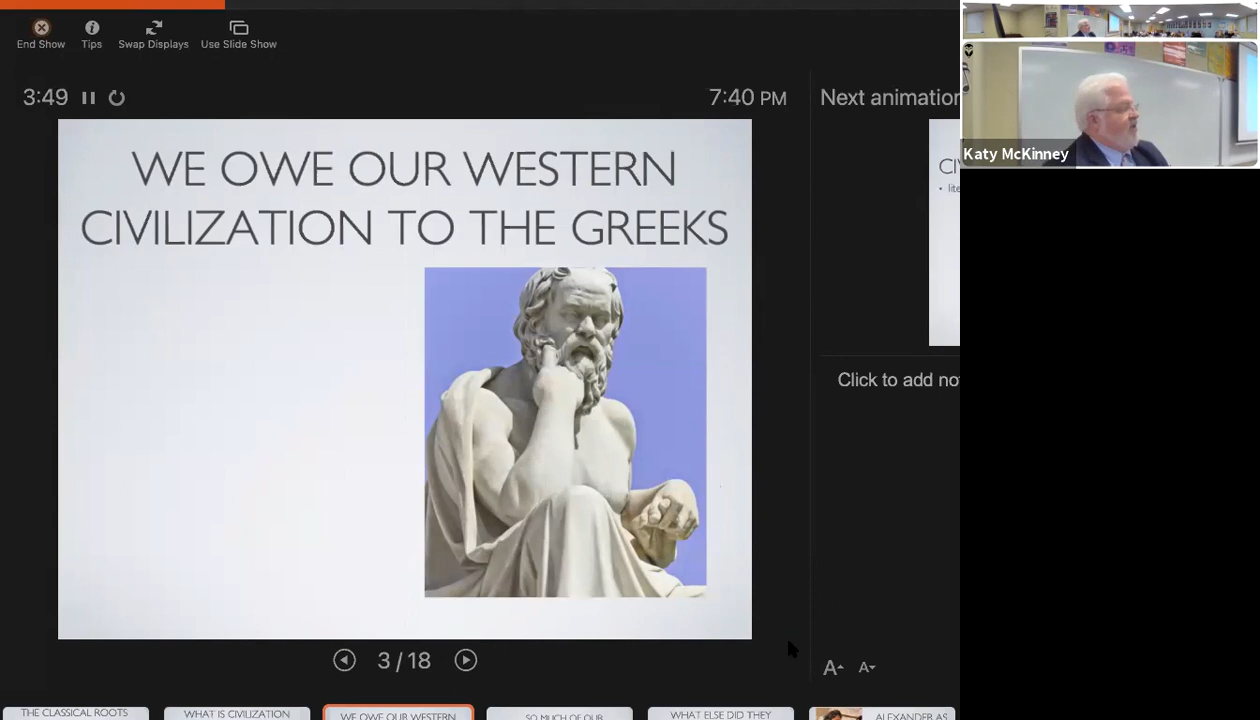 End Show
Tips
Swap Displays
Use Slide Show
3:49
7:40 PM
Next animation
Katy McKinney
WE OWE OUR WESTERN
CIVILIZATION TO THE GREEKS
CI
• lite
Click to add no
3 / 18
A
A
THE CLASSICAL ROOTS
WHAT IS CIVILIZATION
WE OWE OUR WESTERN
SO MUCH OF OUR
WHAT ELSE DID THEY
ALEXANDER AS